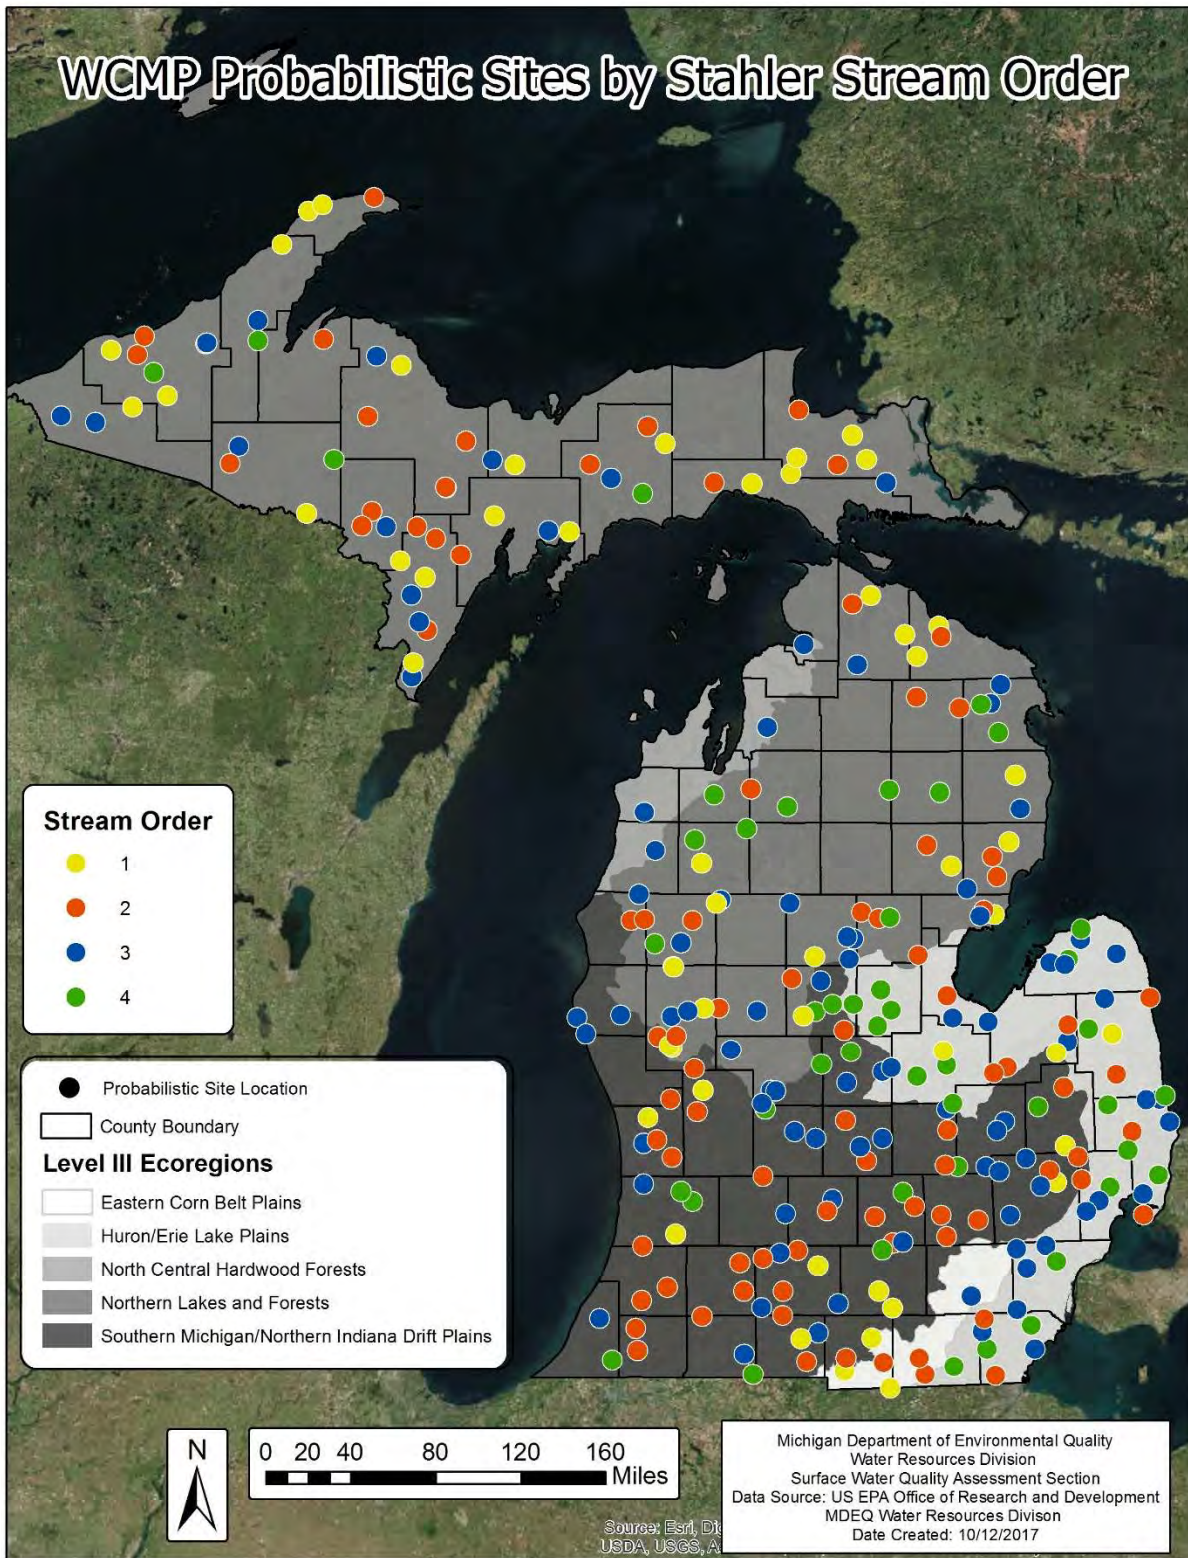 WCMP Probabilistic Sites by Stahler Stream Order
Stream Order
1
2
3
4
Probabilistic Site Location
County Boundary
Level III Ecoregions
Eastern Corn Belt Plains
Huron/Erie Lake Plains
North Central Hardwood Forests
Northern Lakes and Forests
Southern Michigan/Northern Indiana Drift Plains
N
0 20 40 80 120 160
Miles
Michigan Department of Environmental Quality
Water Resources Division
Surface Water Quality Assessment Section
Data Source: US EPA Office of Research and Development
MDEQ Water Resources Divison
Date Created: 10/12/2017
Source: Esri,
USDA, USGS,